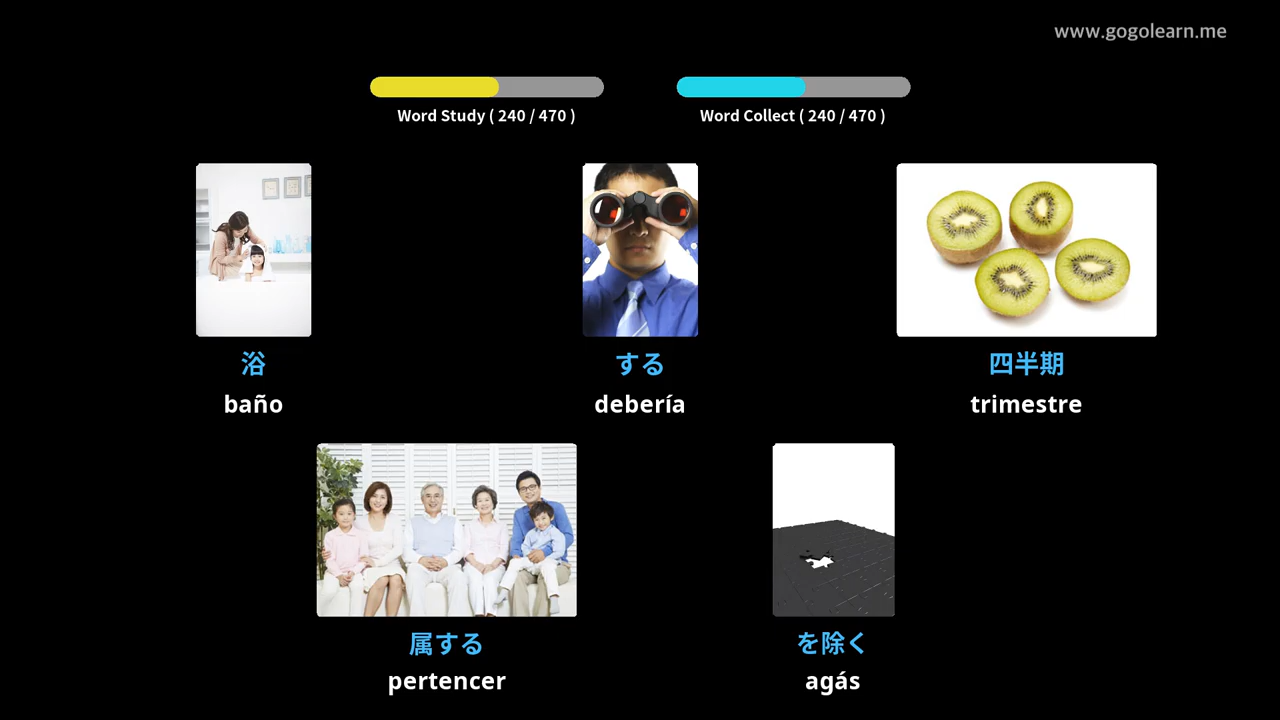 www.gogolearn.me
Word Study ( 240 / 470 )
Word Collect ( 240 / 470 )
浴
baño
する
debería
四半期
trimestre
属する
pertencer
を除く
agás